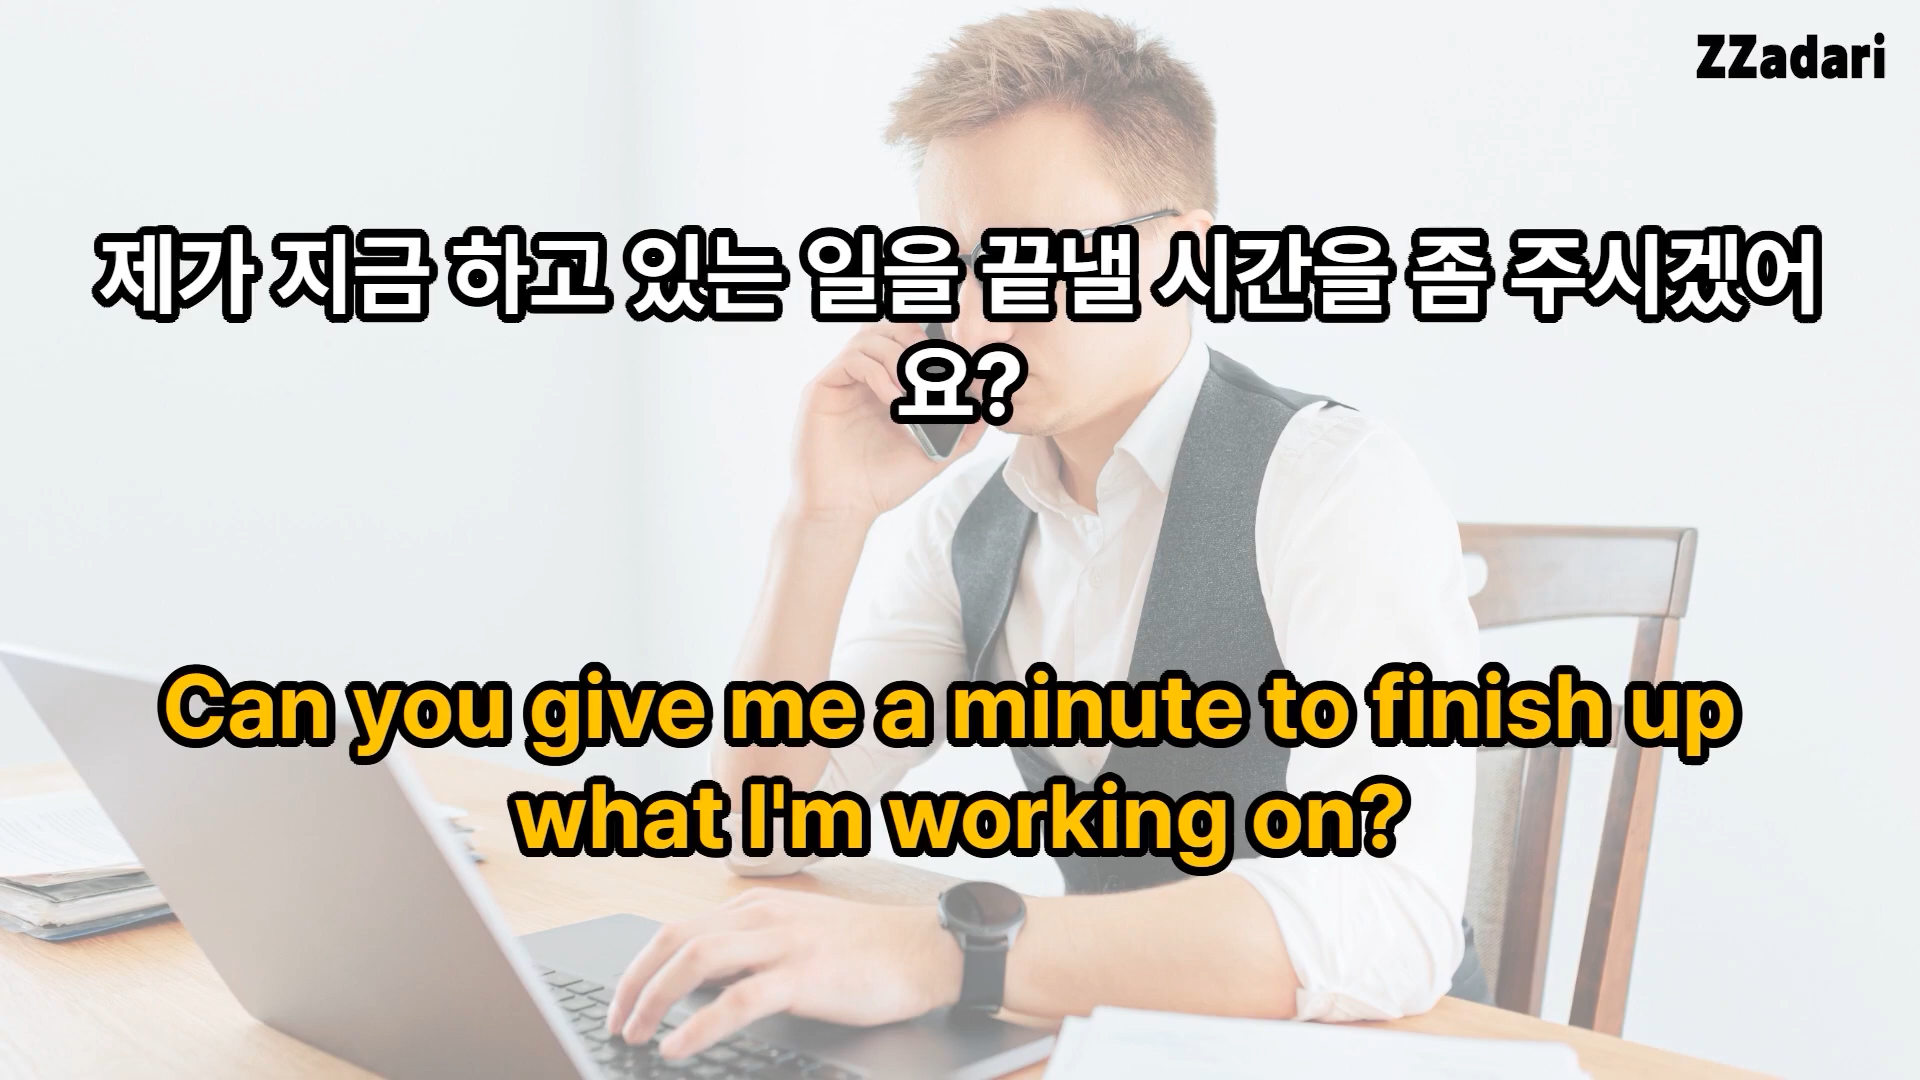 ZZadari
제가 지금 하고 있는 일을 끝낼 시간을 좀 주시겠어
요?
Can you give me a minute to finish up
what I'm working on?